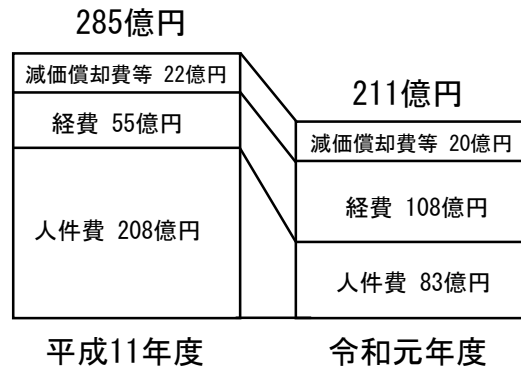 285億円
減価償却費等 22億円
経費 55億円
人件費 208億円
平成11年度
211億円
減価償却費等 20億円
経費 108億円
人件費 83億円
令和元年度